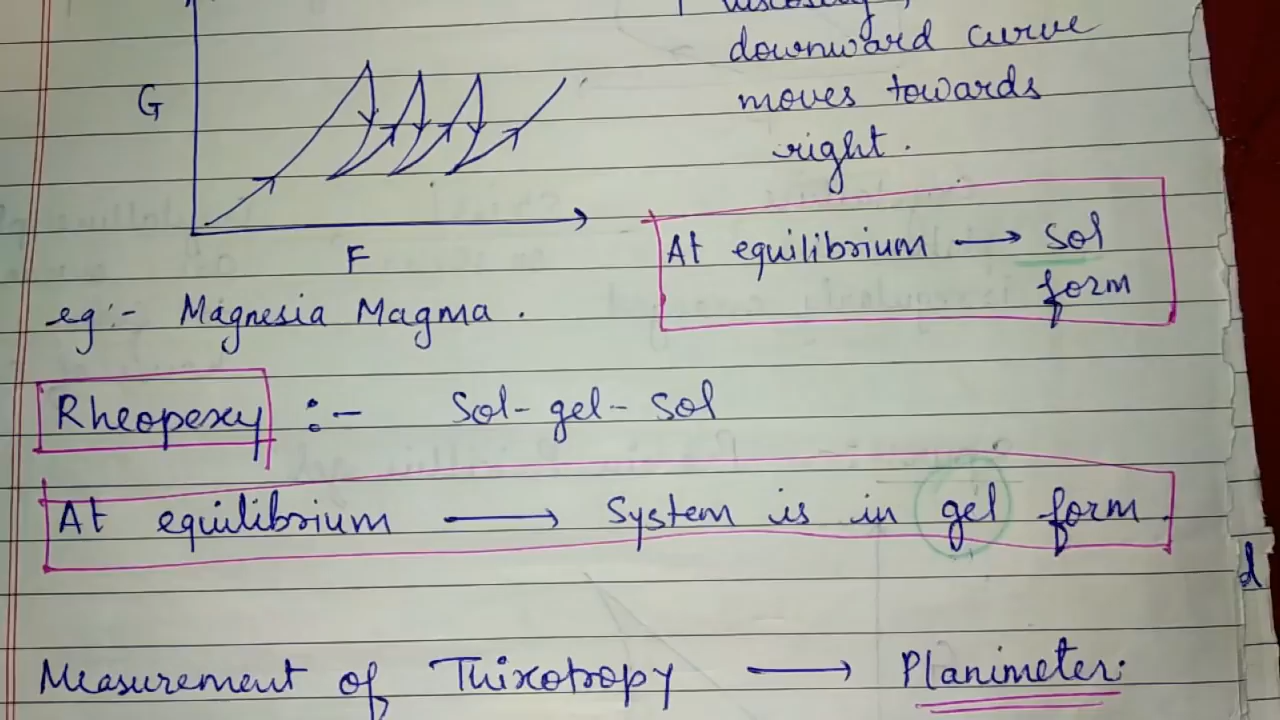 viscosity,
downward curve
moves towards
right.
G
F
At equilibrium → Sol
form
eg:- Magnesia Magma.
Rheopexy :- Sol-gel-Sol
At equilibrium → System is in gel form.
d
Measurement of Thixotropy → Planimeter.